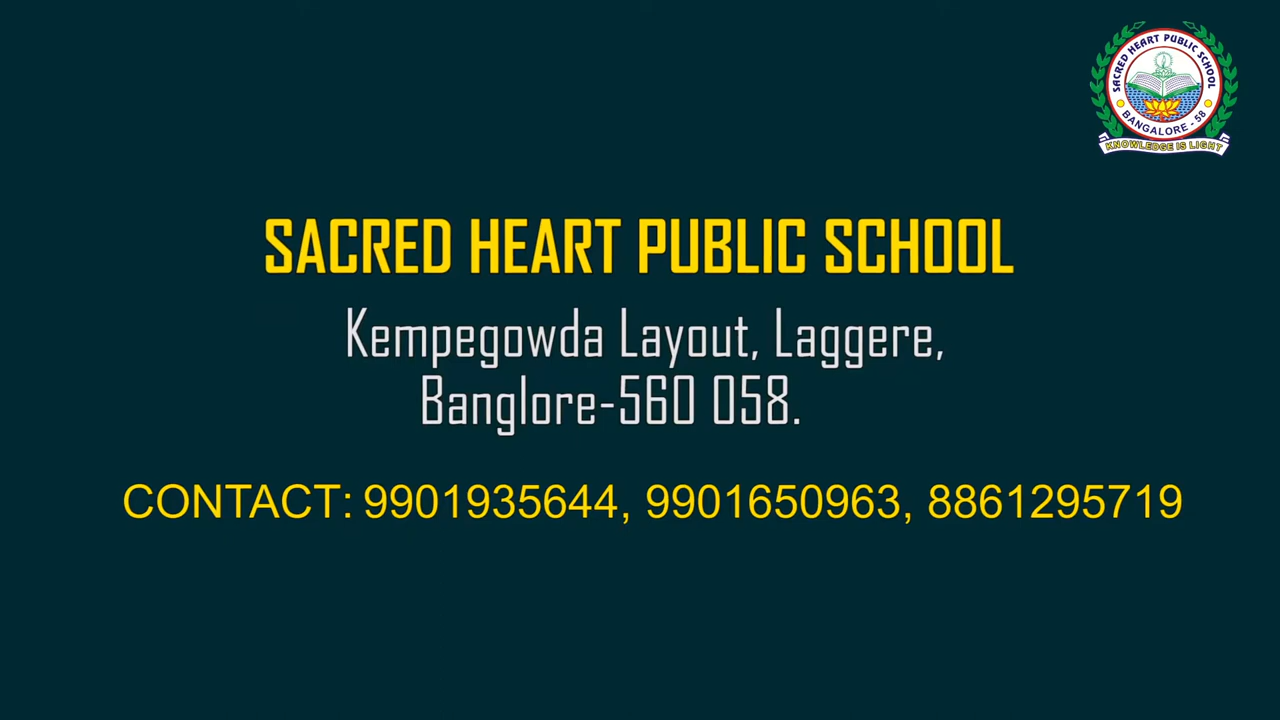 SACRED HEART PUBLIC SCHOOL
BANGALORE - 58
KNOWLEDGE IS LIGHT
SACRED HEART PUBLIC SCHOOL
Kempegowda Layout, Laggere,
Banglore-560 058.
CONTACT: 9901935644, 9901650963, 8861295719